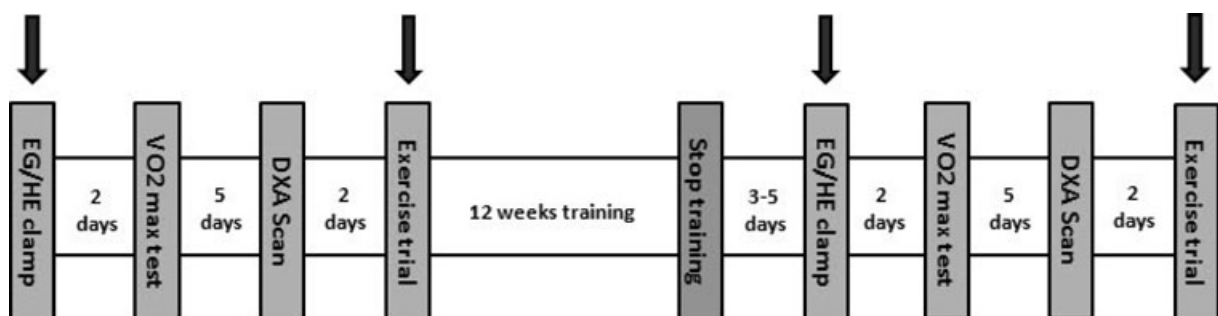 EG/HE clamp
2
days
VO2 max test
5
days
DXA Scan
2
days
Exercise trial
12 weeks training
Stop training
3-5
days
EG/HE clamp
2
days
VO2 max test
5
days
DXA Scan
2
days
Exercise trial